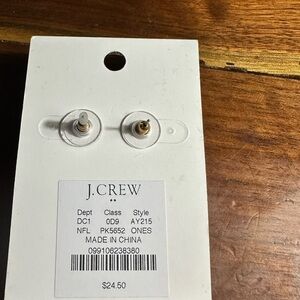 J.CREW
Dept Class Style
DC1 0D9 AY215
NFL PK5652 ONES
MADE IN CHINA
099106238380
$24.50